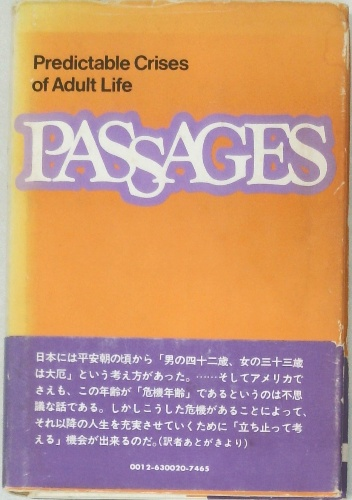 Predictable Crises
of Adult Life
PASSAGES
日本には平安朝の頃から「男の四十二歳、女の三十三歳
は大厄」という考え方があった。……そしてアメリカで
さえも、この年齢が「危機年齢」であるというのは不思
議な話である。しかしこうした危機があることによって、
それ以降の人生を充実させていくために「立ち止って考
える」機会が出来るのだ。(訳者あとがきより)
0012-630020-7465